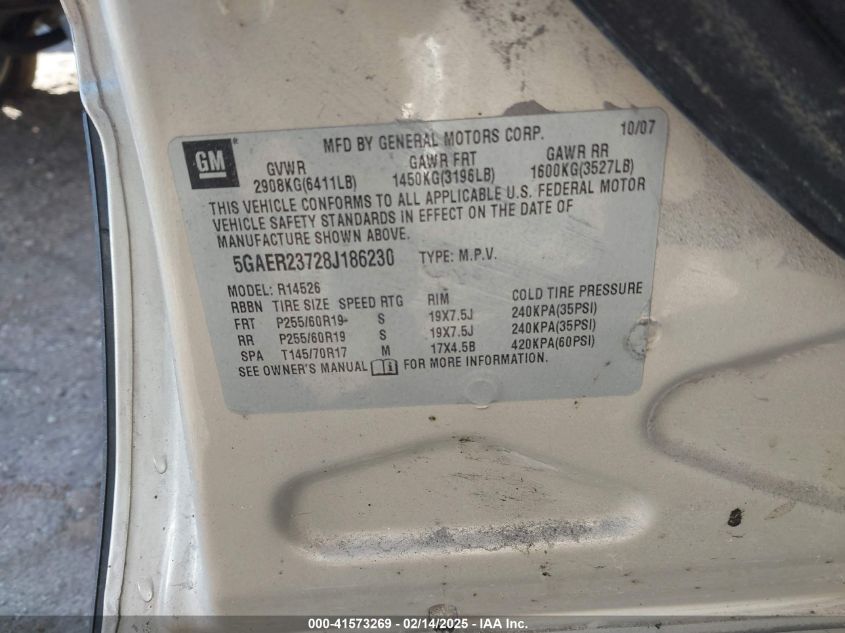 GM
MFD BY GENERAL MOTORS CORP. 10/07
GVWR GAWR FRT GAWR RR
2908KG(6411LB) 1450KG(3196LB) 1600KG(3527LB)
THIS VEHICLE CONFORMS TO ALL APPLICABLE U.S. FEDERAL MOTOR
VEHICLE SAFETY STANDARDS IN EFFECT ON THE DATE OF
MANUFACTURE SHOWN ABOVE.
5GAER23728J186230 TYPE: M.P.V.
MODEL: R14526
RBBN TIRE SIZE SPEED RTG RIM COLD TIRE PRESSURE
FRT P255/60R19 S 19X7.5J 240KPA(35PSI)
RR P255/60R19 S 19X7.5J 240KPA(35PSI)
SPA T145/70R17 M 17X4.5B 420KPA(60PSI)
SEE OWNER'S MANUAL FOR MORE INFORMATION.
000-41573269 - 02/14/2025 - IAA, Inc.